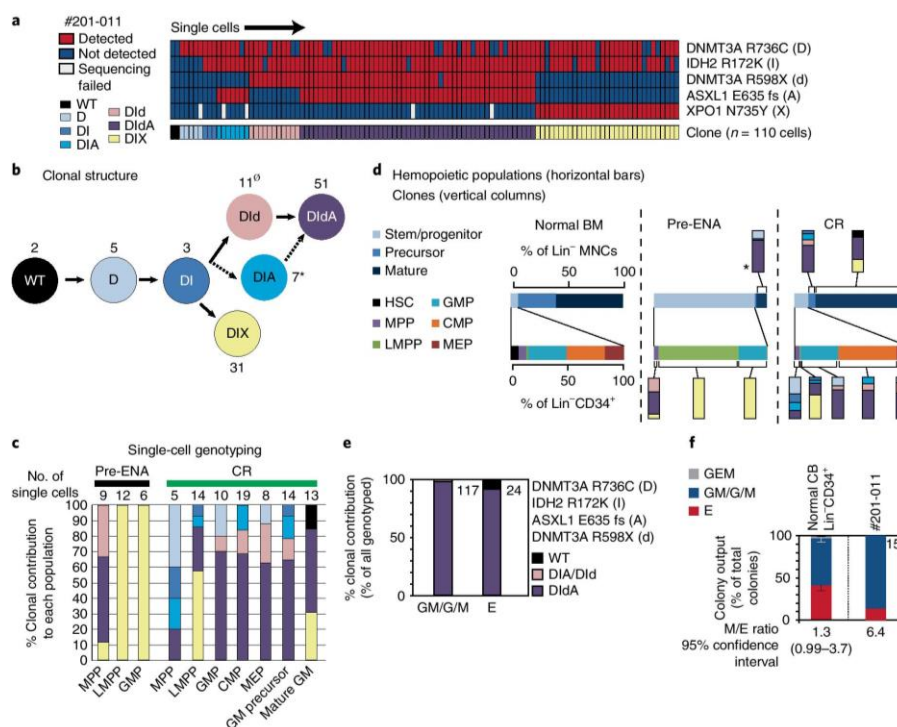 a
#201-011
Single cells
Detected
Not detected
Sequencing
failed
WT
D
DI
DIA
DId
DIdA
DIX
DNMT3A R736C (D)
IDH2 R172K (I)
DNMT3A R598X (d)
ASXL1 E635 fs (A)
XPO1 N735Y (X)
Clone (n = 110 cells)
b
Clonal structure
11ø
51
DId
DIdA
2
5
3
WT
D
DI
DIA
7*
DIX
31
d
Hemopoietic populations (horizontal bars)
Clones (vertical columns)
Stem/progenitor
Precursor
Mature
Normal BM
Pre-ENA
CR
% of Lin⁻ MNCs
0 50 100
*
HSC
MPP
LMPP
GMP
CMP
MEP
0 50 100
% of Lin⁻CD34⁺
c
Single-cell genotyping
No. of
single cells
Pre-ENA
CR
9 12 6 5 14 10 19 8 14 13
% Clonal contribution
to each population
100
90
80
70
60
50
40
30
20
10
0
MPP
LMPP
GMP
MPP
LMPP
GMP
CMP
MEP
GM precursor
Mature GM
e
% clonal contribution
(% of all genotyped)
100
50
0
117
24
GM/G/M
E
DNMT3A R736C (D)
IDH2 R172K (I)
ASXL1 E635 fs (A)
DNMT3A R598X (d)
WT
DIA/DId
DIdA
f
GEM
GM/G/M
E
Normal CB
Lin⁻CD34⁺
#201-011
Colony output
(% of total
colonies)
100
50
0
M/E ratio
1.3
6.4
95% confidence
interval
(0.99–3.7)